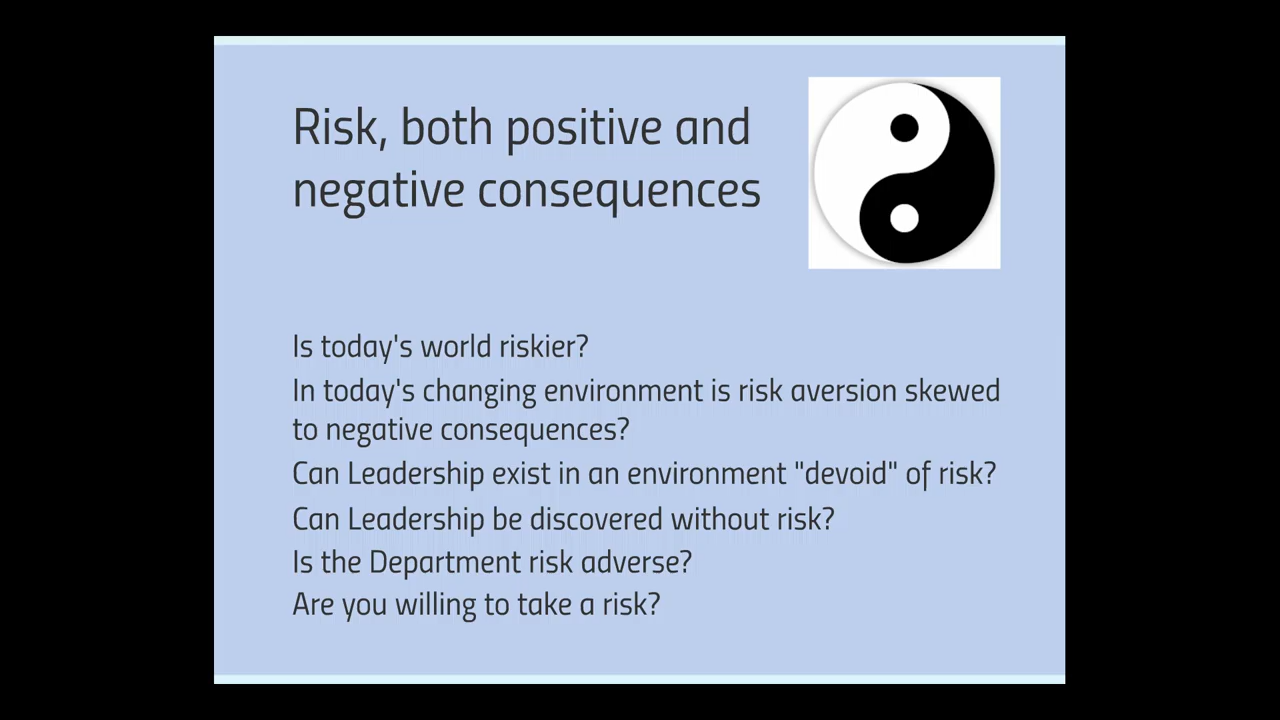 Risk, both positive and
negative consequences
Is today's world riskier?
In today's changing environment is risk aversion skewed
to negative consequences?
Can Leadership exist in an environment "devoid" of risk?
Can Leadership be discovered without risk?
Is the Department risk adverse?
Are you willing to take a risk?